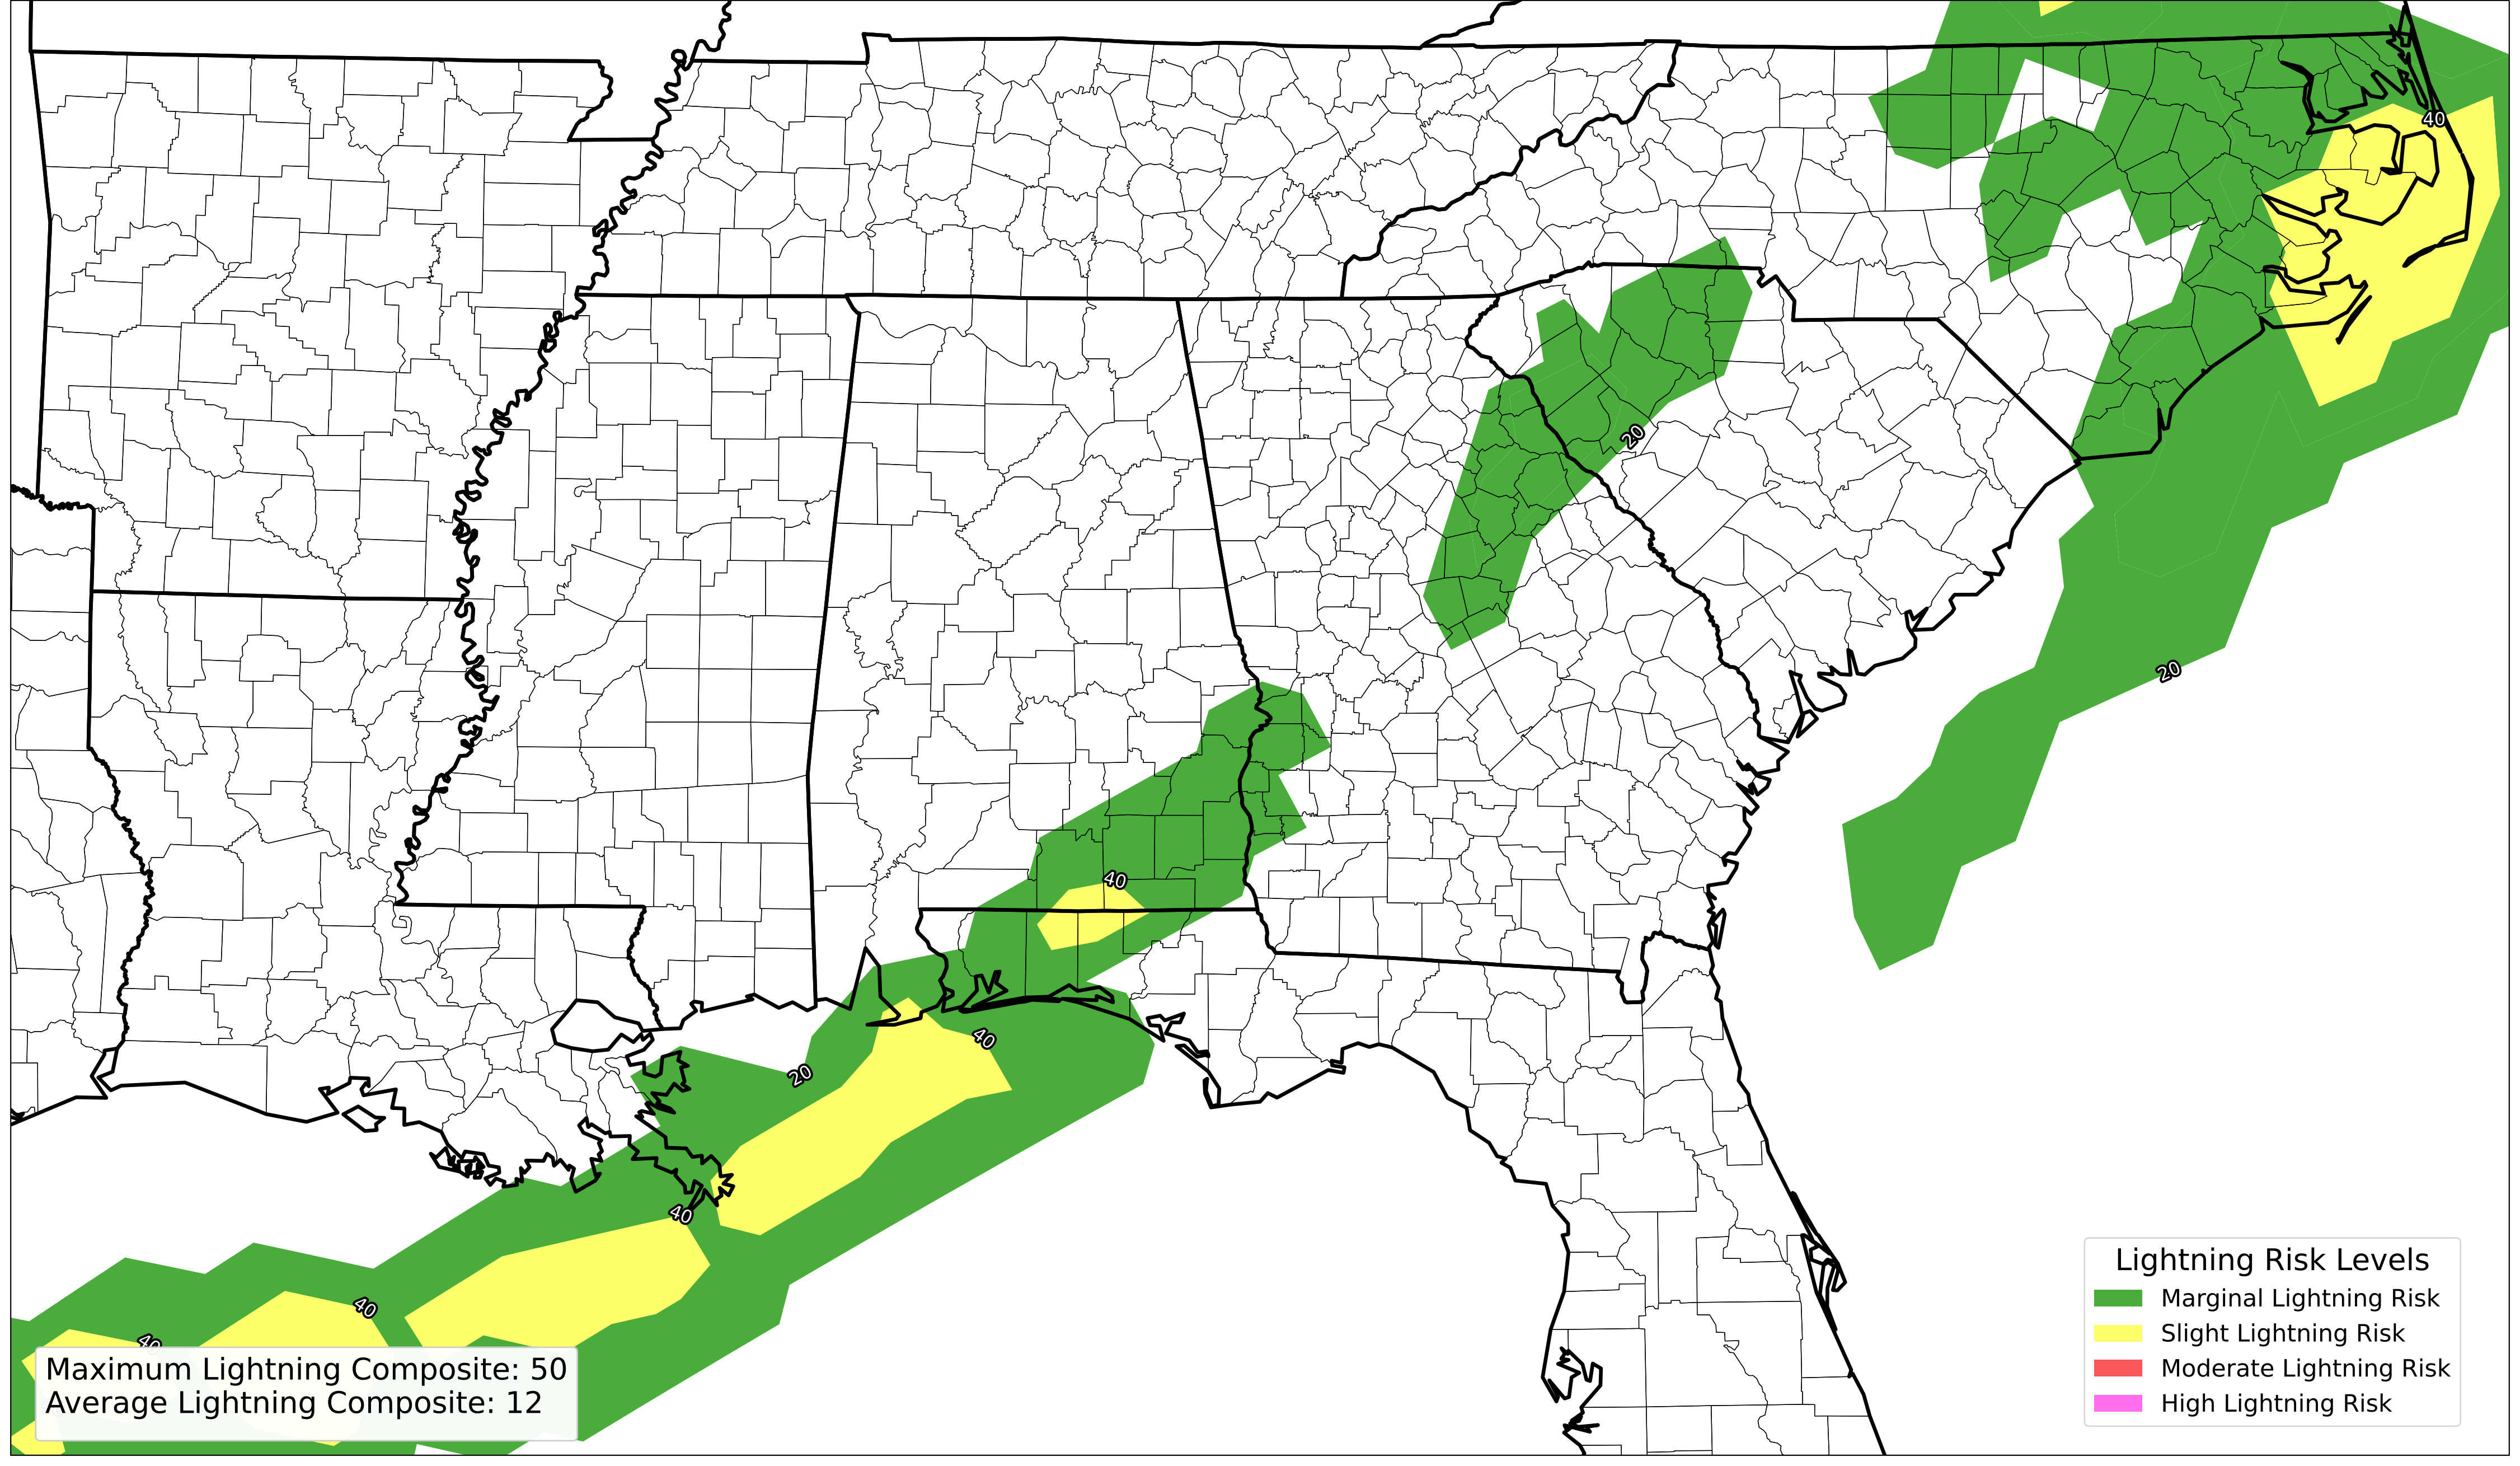 40
20
20
40
40
20
40
40
40
Maximum Lightning Composite: 50
Average Lightning Composite: 12
Lightning Risk Levels
Marginal Lightning Risk
Slight Lightning Risk
Moderate Lightning Risk
High Lightning Risk